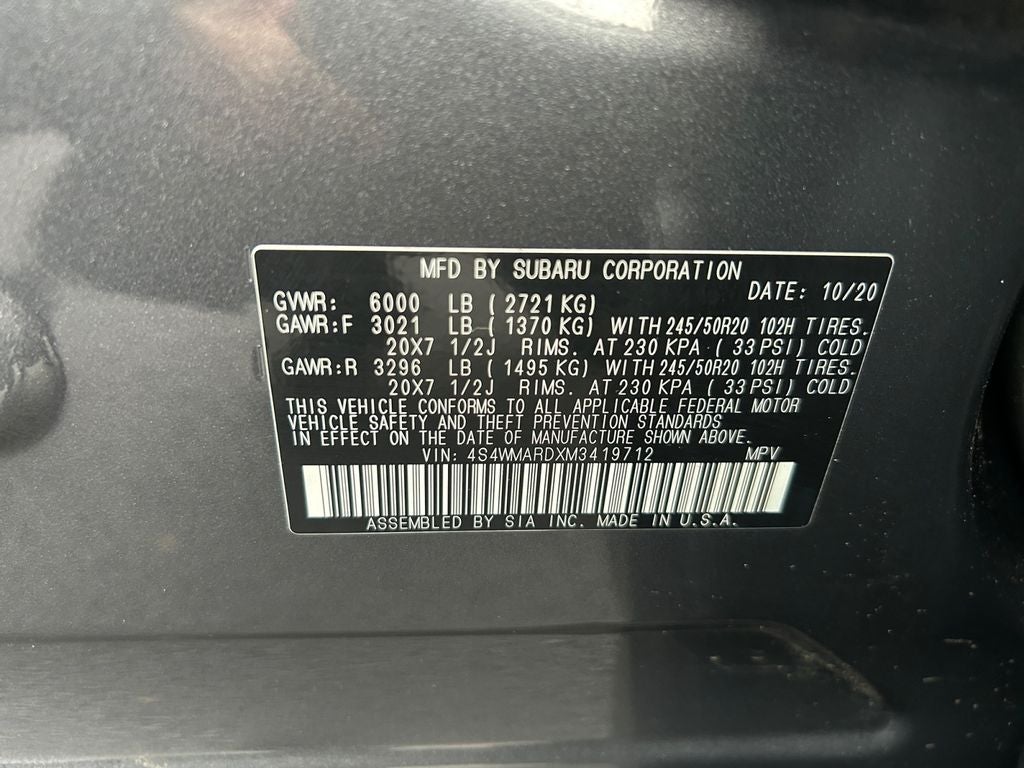 MFD BY SUBARU CORPORATION
DATE: 10/20
GVWR: 6000 LB ( 2721 KG)
GAWR:F 3021 LB ( 1370 KG) WITH 245/50R20 102H TIRES.
20X7 1/2J RIMS. AT 230 KPA ( 33 PSI) COLD
GAWR:R 3296 LB ( 1495 KG) WITH 245/50R20 102H TIRES.
20X7 1/2J RIMS. AT 230 KPA ( 33 PSI) COLD
THIS VEHICLE CONFORMS TO ALL APPLICABLE FEDERAL MOTOR
VEHICLE SAFETY AND THEFT PREVENTION STANDARDS
IN EFFECT ON THE DATE OF MANUFACTURE SHOWN ABOVE.
VIN: 4S4WMARDXM3419712 MPV
ASSEMBLED BY SIA INC. MADE IN U.S.A.